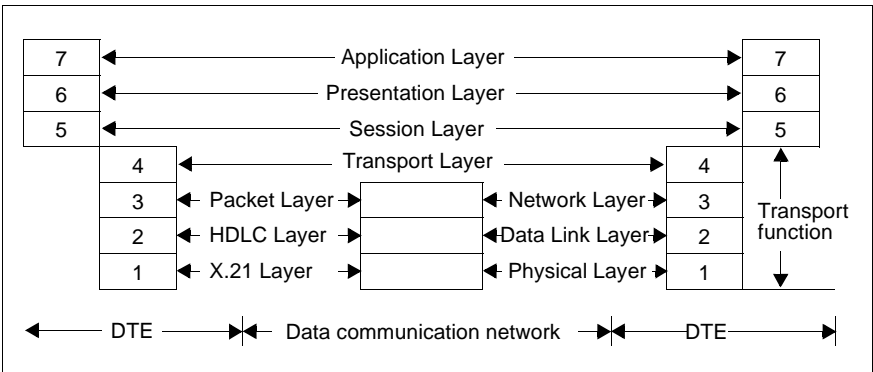 7 Application Layer 7
6 Presentation Layer 6
5 Session Layer 5
4 Transport Layer 4
3 Packet Layer Network Layer 3
2 HDLC Layer Data Link Layer 2
1 X.21 Layer Physical Layer 1
Transport
function
DTE Data communication network DTE